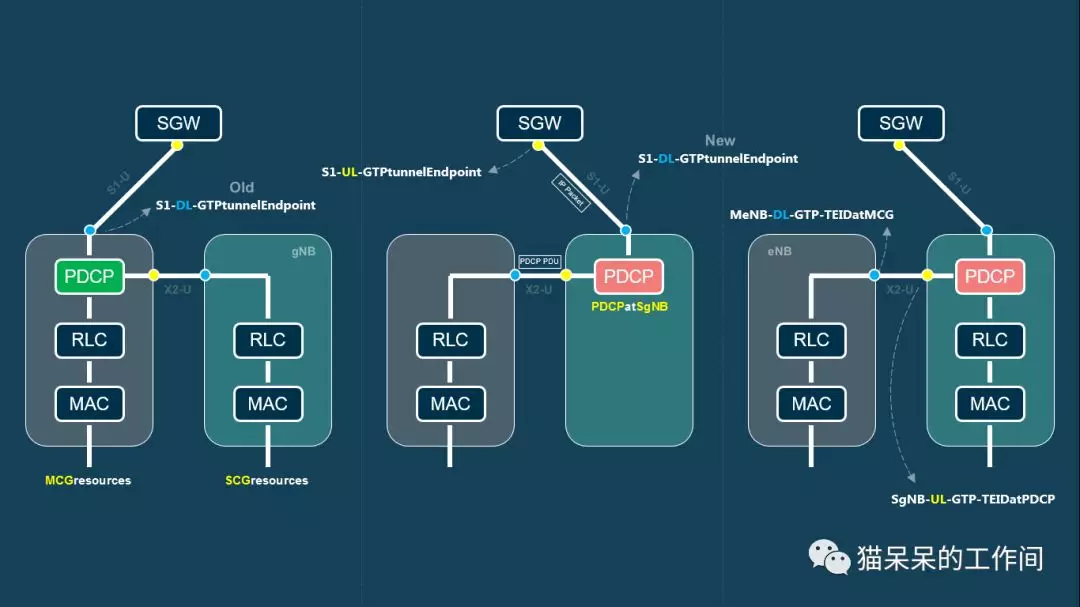 SGW
S1-U
Old
S1-DL-GTPtunnelEndpoint
gNB
PDCP
X2-U
RLC
RLC
MAC
MAC
MCGresources
SCGresources
SGW
New
S1-DL-GTPtunnelEndpoint
S1-UL-GTPtunnelEndpoint
S1-U
IP Packet
PDCP PDU
X2-U
PDCP
PDCPatSgNB
RLC
MAC
SGW
S1-U
MeNB-DL-GTP-TEIDatMCG
eNB
X2-U
PDCP
RLC
RLC
MAC
MAC
SgNB-UL-GTP-TEIDatPDCP
猫呆呆的工作间